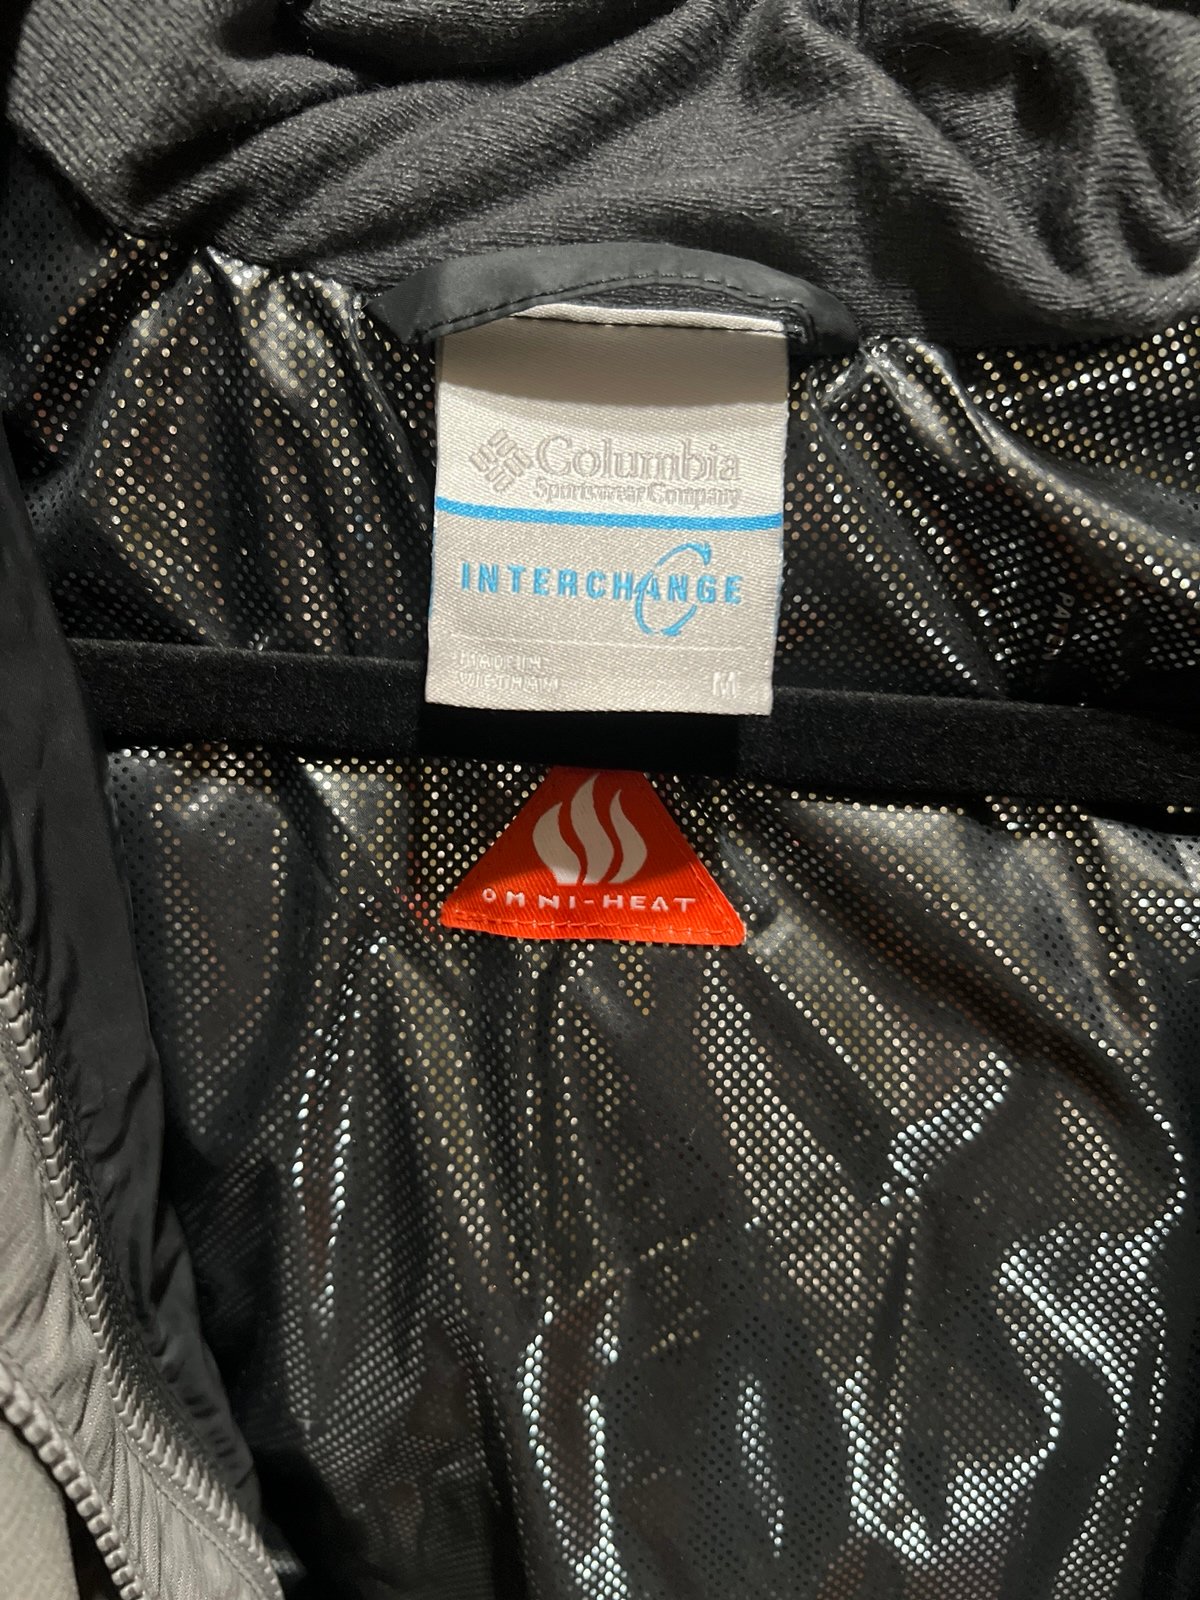 Columbia
Sportswear Company
INTERCHANGE
MADE IN
VIETNAM
M
OMNI-HEAT